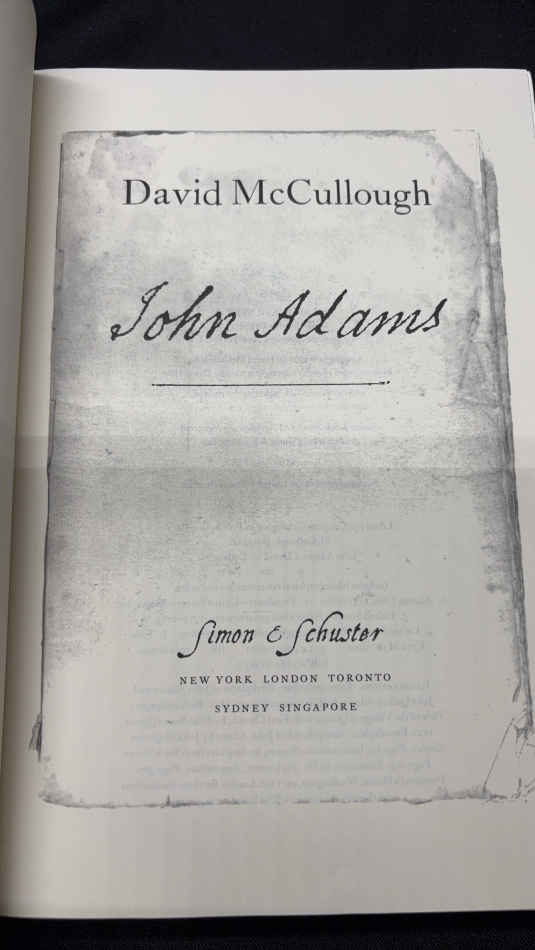 David McCullough
John Adams
Simon & Schuster
NEW YORK LONDON TORONTO
SYDNEY SINGAPORE